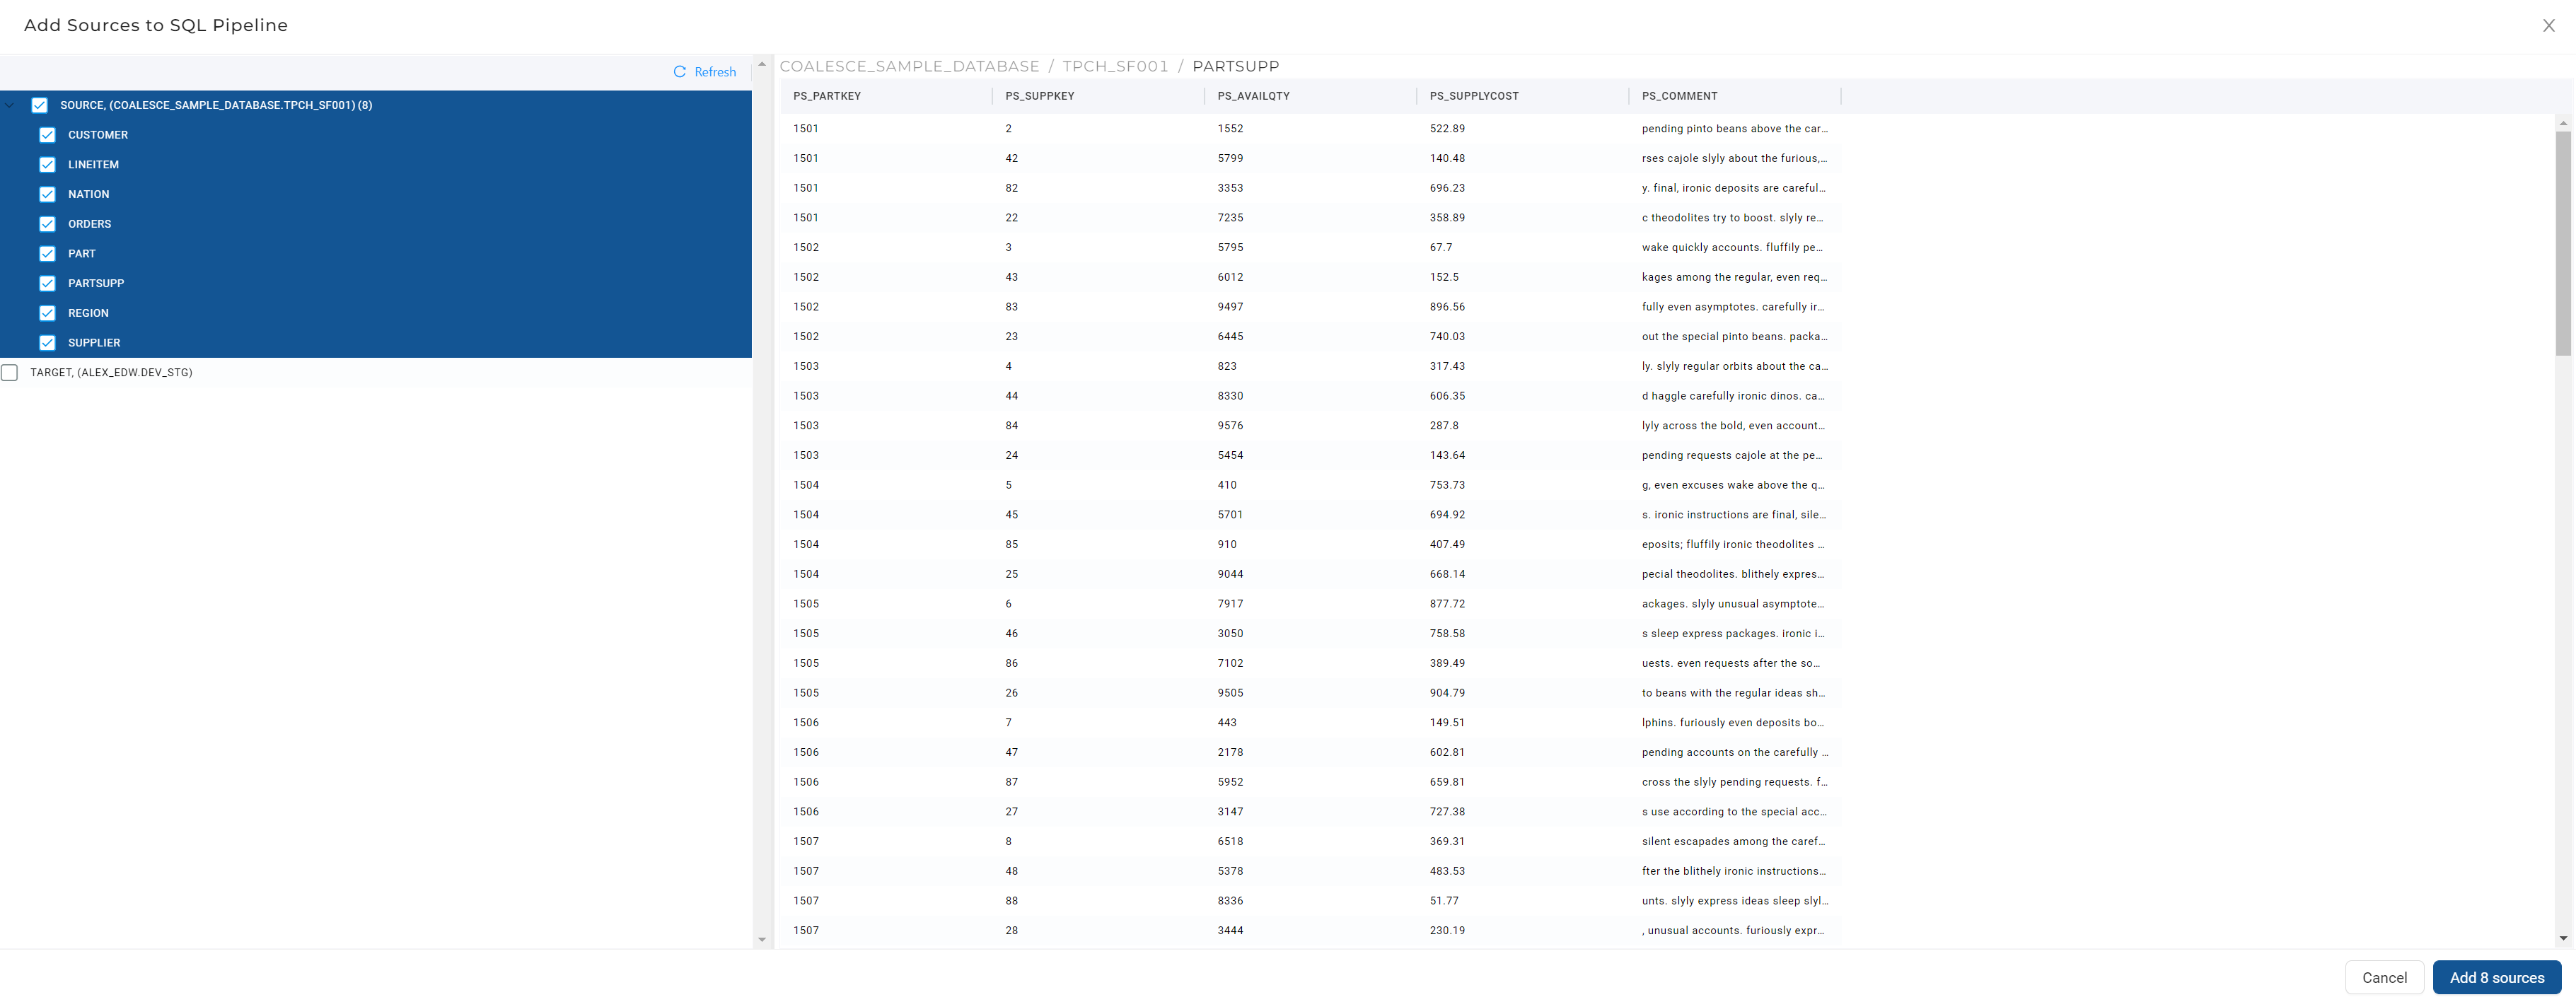 Add Sources to SQL Pipeline
Refresh
SOURCE, (COALESCE_SAMPLE_DATABASE.TPCH_SF001) (8)
CUSTOMER
LINEITEM
NATION
ORDERS
PART
PARTSUPP
REGION
SUPPLIER
TARGET, (ALEX_EDW.DEV_STG)
COALESCE_SAMPLE_DATABASE / TPCH_SF001 / PARTSUPP
PS_PARTKEY PS_SUPPKEY PS_AVAILQTY PS_SUPPLYCOST PS_COMMENT
1501 2 1552 522.89 pending pinto beans above the car...
1501 42 5799 140.48 rses cajole slyly about the furious,...
1501 82 3353 696.23 y. final, ironic deposits are careful...
1501 22 7235 358.89 c theodolites try to boost. slyly re...
1502 3 5795 67.7 wake quickly accounts. fluffily pe...
1502 43 6012 152.5 kages among the regular, even req...
1502 83 9497 896.56 fully even asymptotes. carefully ir...
1502 23 6445 740.03 out the special pinto beans. packa...
1503 4 823 317.43 ly. slyly regular orbits about the ca...
1503 44 8330 606.35 d haggle carefully ironic dinos. ca...
1503 84 9576 287.8 lyly across the bold, even account...
1503 24 5454 143.64 pending requests cajole at the pe...
1504 5 410 753.73 g, even excuses wake above the q...
1504 45 5701 694.92 s. ironic instructions are final, sile...
1504 85 910 407.49 eposits; fluffily ironic theodolites ...
1504 25 9044 668.14 pecial theodolites. blithely expres...
1505 6 7917 877.72 ackages. slyly unusual asymptote...
1505 46 3050 758.58 s sleep express packages. ironic i...
1505 86 7102 389.49 uests. even requests after the so...
1505 26 9505 904.79 to beans with the regular ideas sh...
1506 7 443 149.51 lphins. furiously even deposits bo...
1506 47 2178 602.81 pending accounts on the carefully ...
1506 87 5952 659.81 cross the slyly pending requests. f...
1506 27 3147 727.38 s use according to the special acc...
1507 8 6518 369.31 silent escapades among the caref...
1507 48 5378 483.53 fter the blithely ironic instructions...
1507 88 8336 51.77 unts. slyly express ideas sleep slyl...
1507 28 3444 230.19 , unusual accounts. furiously expr...
Cancel
Add 8 sources